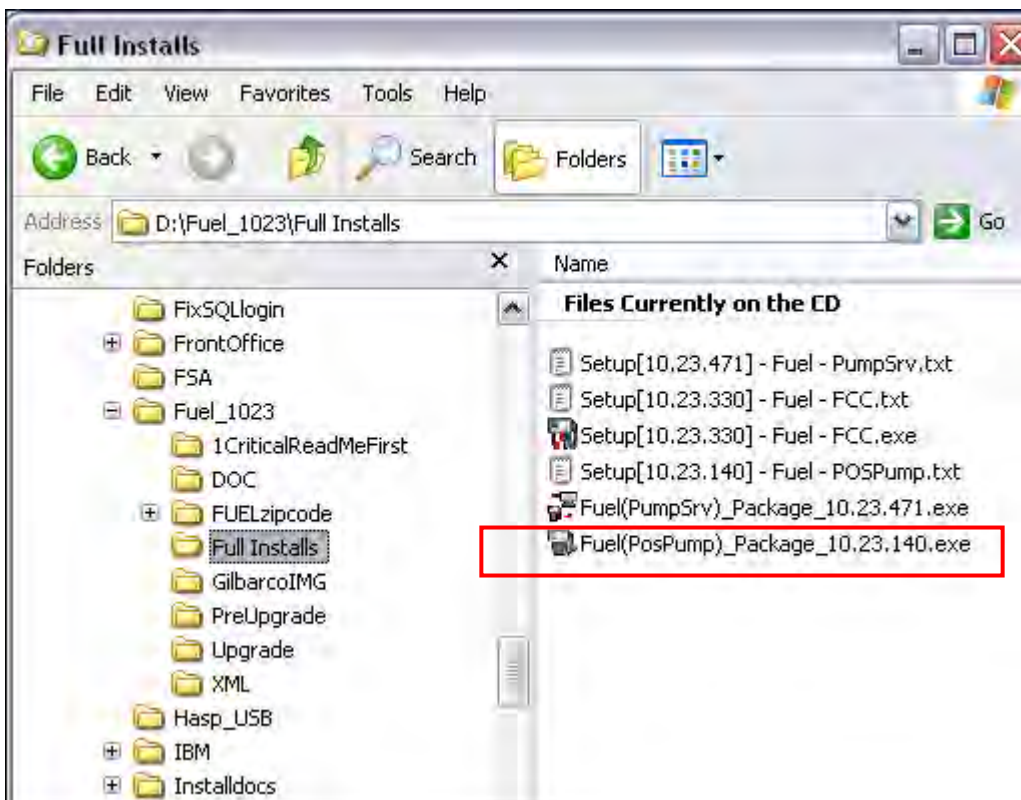 Full Installs
File Edit View Favorites Tools Help
Back Search Folders
Address D:\Fuel_1023\Full Installs Go
Folders
FixSQLlogin
FrontOffice
FSA
Fuel_1023
1CriticalReadMeFirst
DOC
FUELzipcode
Full Installs
GilbarcoIMG
PreUpgrade
Upgrade
XML
Hasp_USB
IBM
Installdocs
Name
Files Currently on the CD
Setup[10.23.471] - Fuel - PumpSrv.txt
Setup[10.23.330] - Fuel - FCC.txt
Setup[10.23.330] - Fuel - FCC.exe
Setup[10.23.140] - Fuel - POSPump.txt
Fuel(PumpSrv)_Package_10.23.471.exe
Fuel(PosPump)_Package_10.23.140.exe